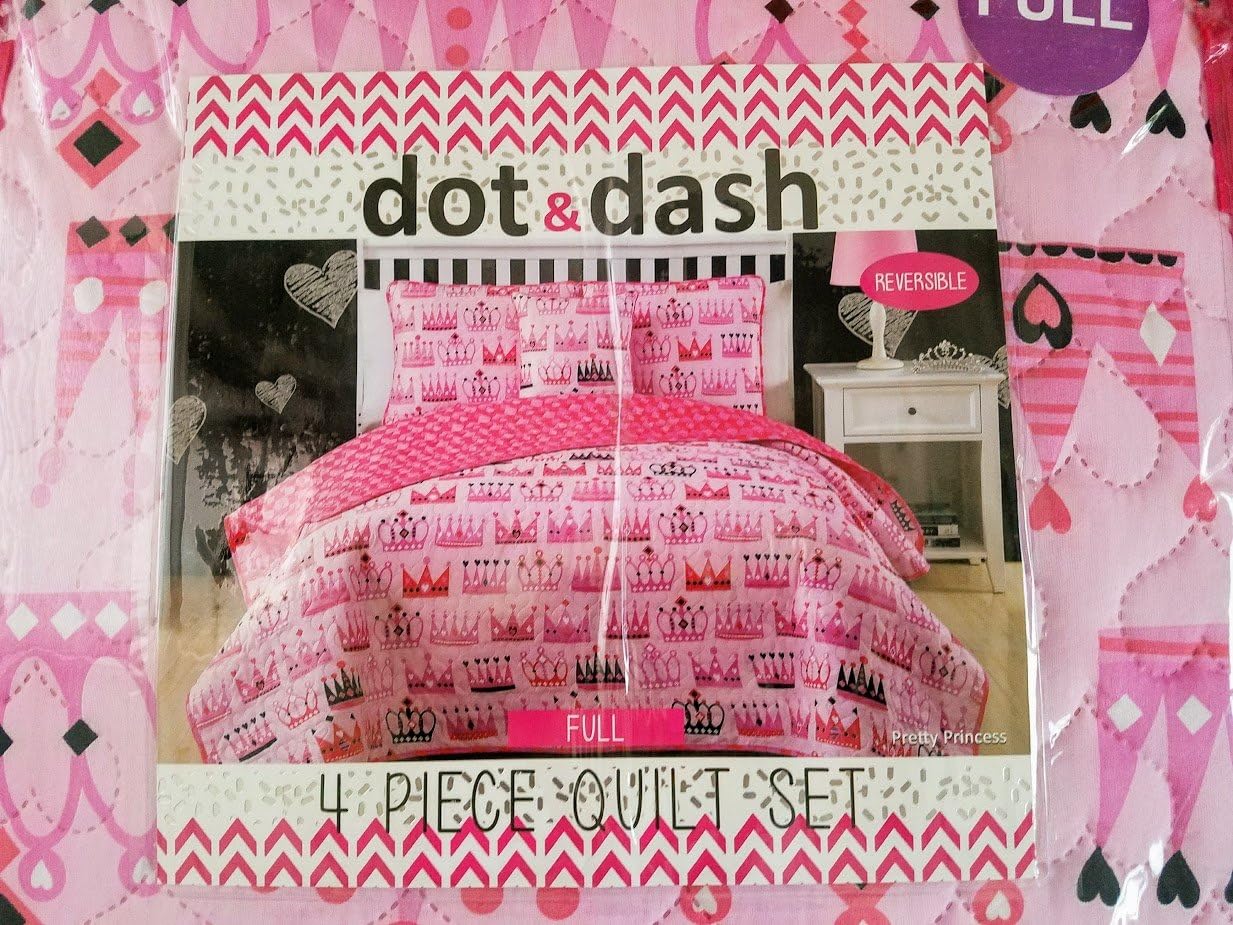 FULL
dot & dash
REVERSIBLE
FULL
Pretty Princess
4 PIECE QUILT SET